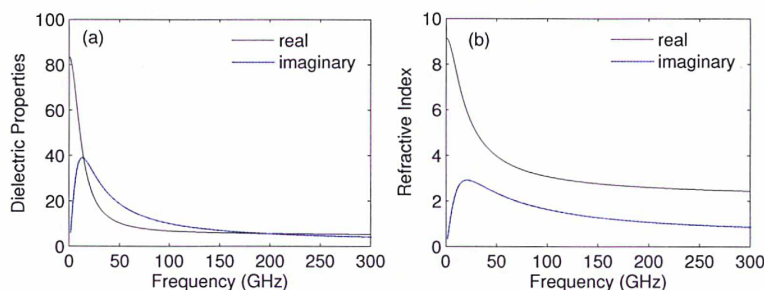 (a)
real
imaginary
Dielectric Properties
100
80
60
40
20
0
0 50 100 150 200 250 300
Frequency (GHz)
(b)
real
imaginary
Refractive Index
10
8
6
4
2
0
0 50 100 150 200 250 300
Frequency (GHz)